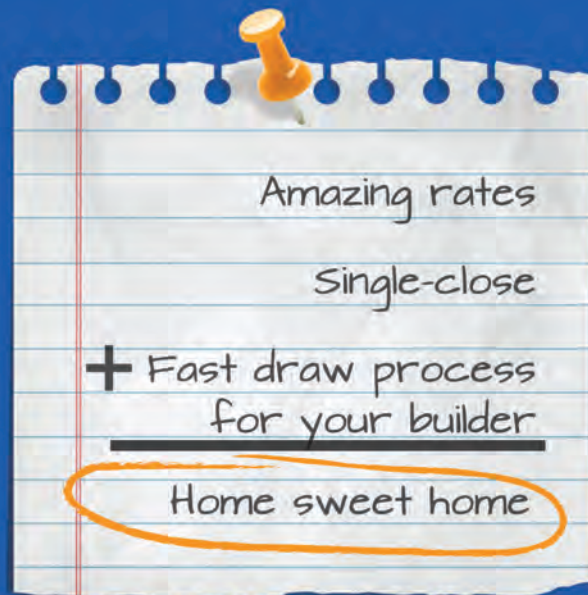 Amazing rates
Single-close
+ Fast draw process
for your builder
Home sweet home